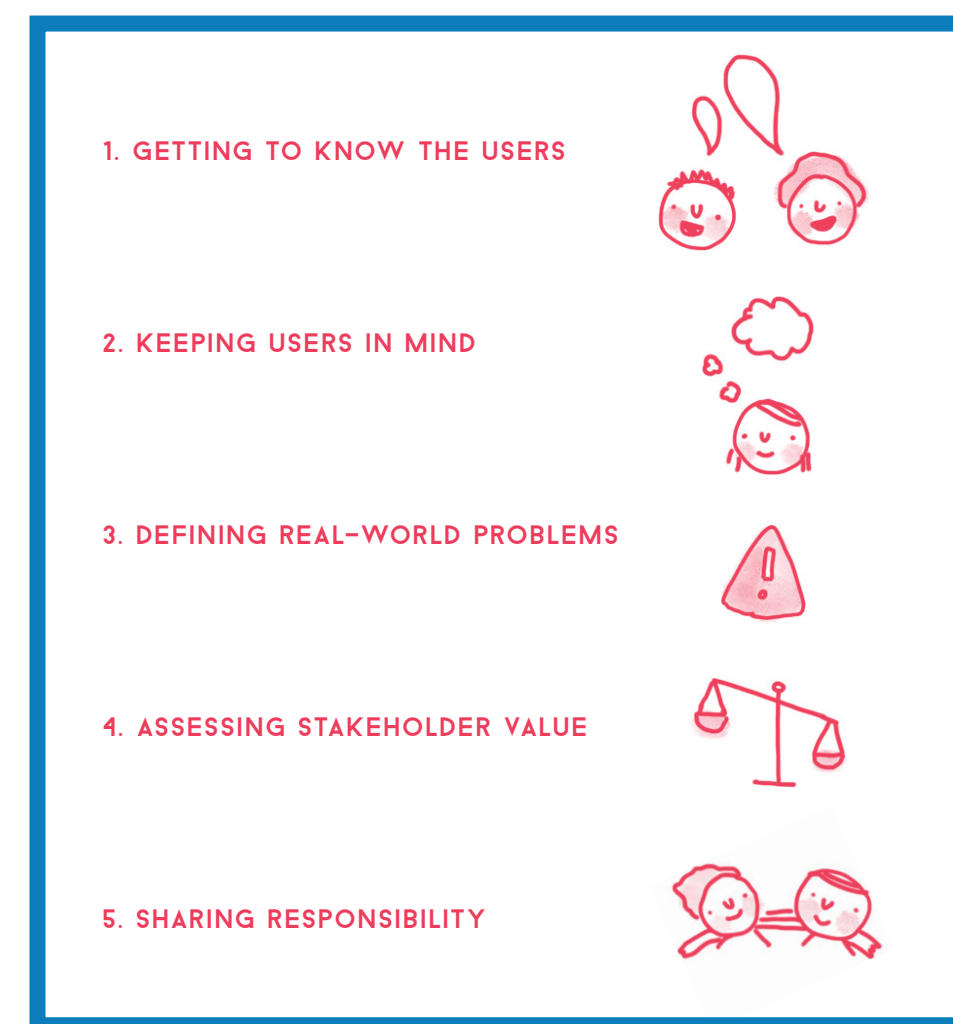 1. GETTING TO KNOW THE USERS
2. KEEPING USERS IN MIND
3. DEFINING REAL-WORLD PROBLEMS
4. ASSESSING STAKEHOLDER VALUE
5. SHARING RESPONSIBILITY